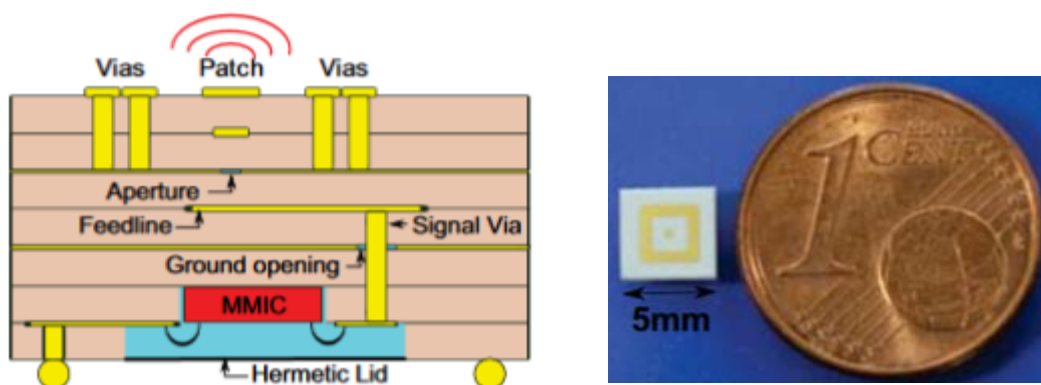 Vias Patch Vias
Aperture
Feedline Signal Via
Ground opening
MMIC
Hermetic Lid
1 CENT
5mm